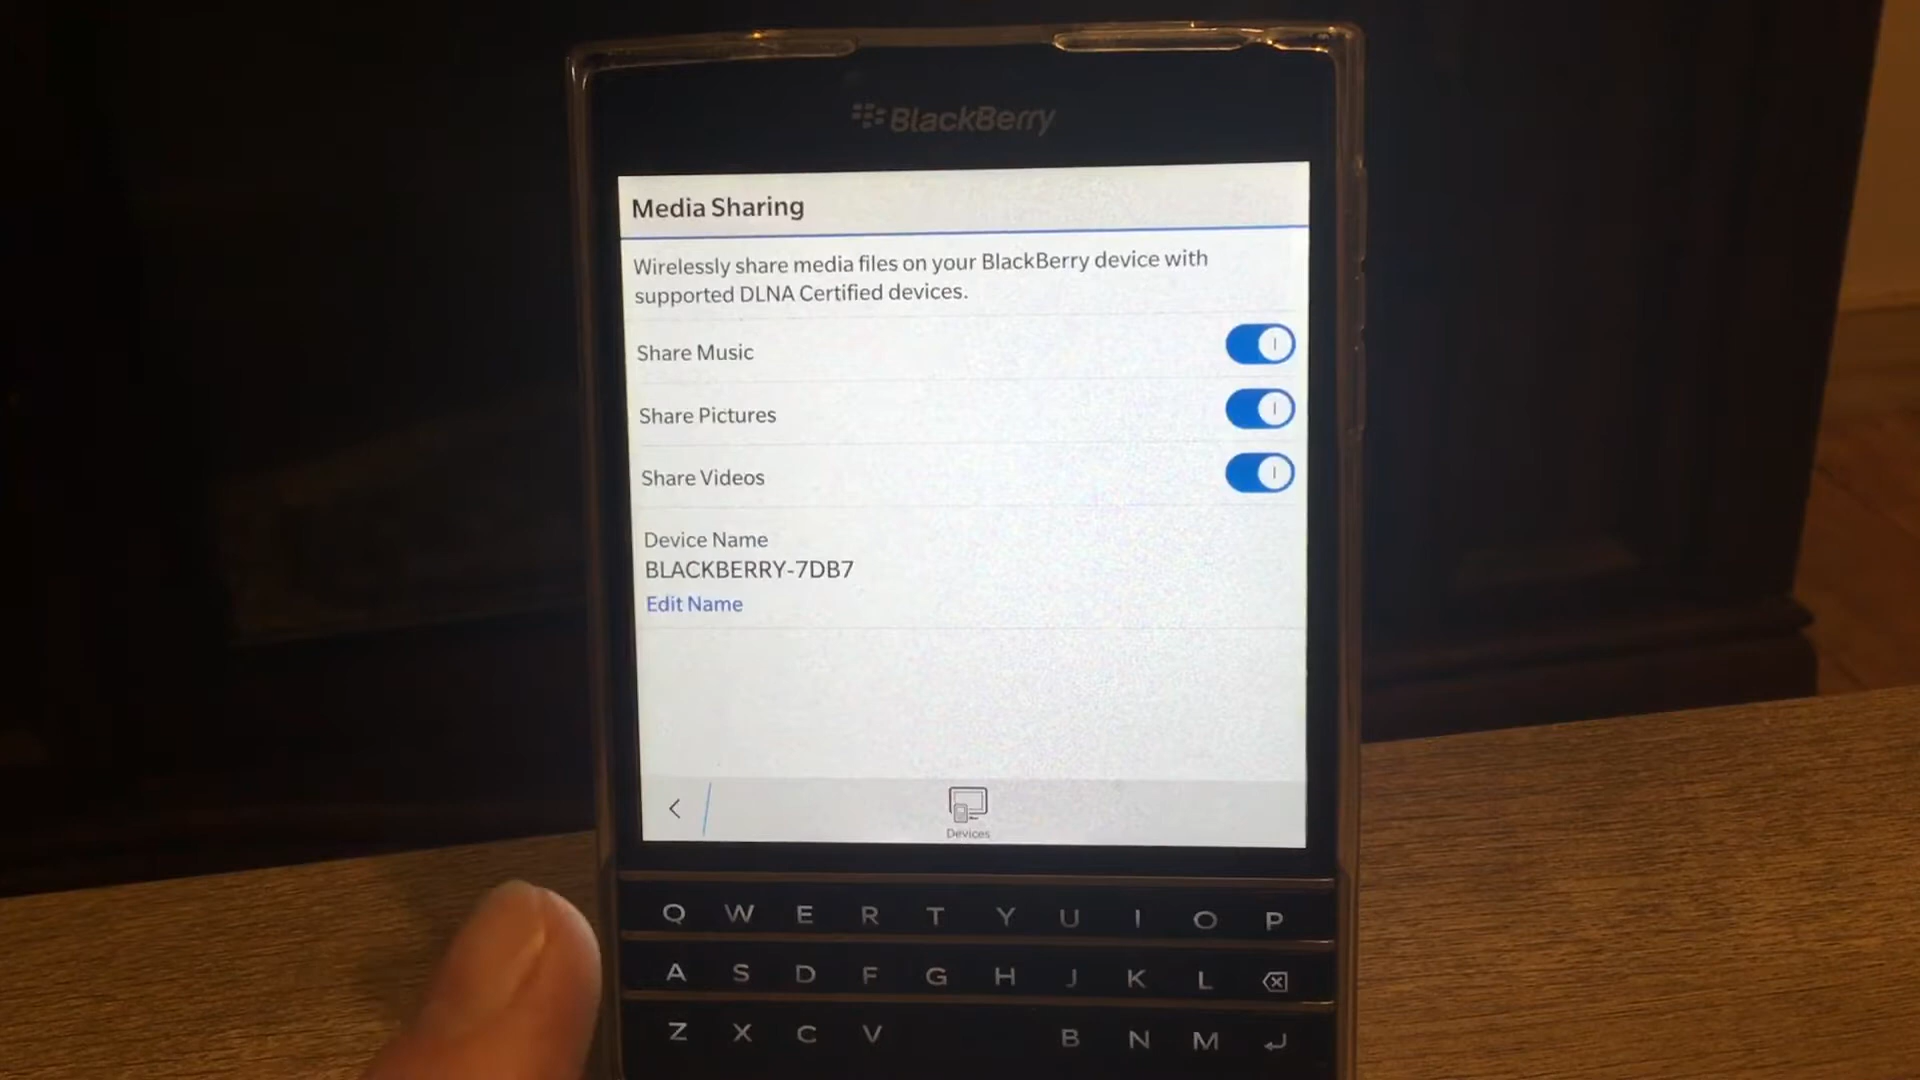 BlackBerry
Media Sharing
Wirelessly share media files on your BlackBerry device with
supported DLNA Certified devices.
Share Music
Share Pictures
Share Videos
Device Name
BLACKBERRY-7DB7
Edit Name
Devices
Q W E R T Y U I O P
A S D F G H J K L
Z X C V B N M